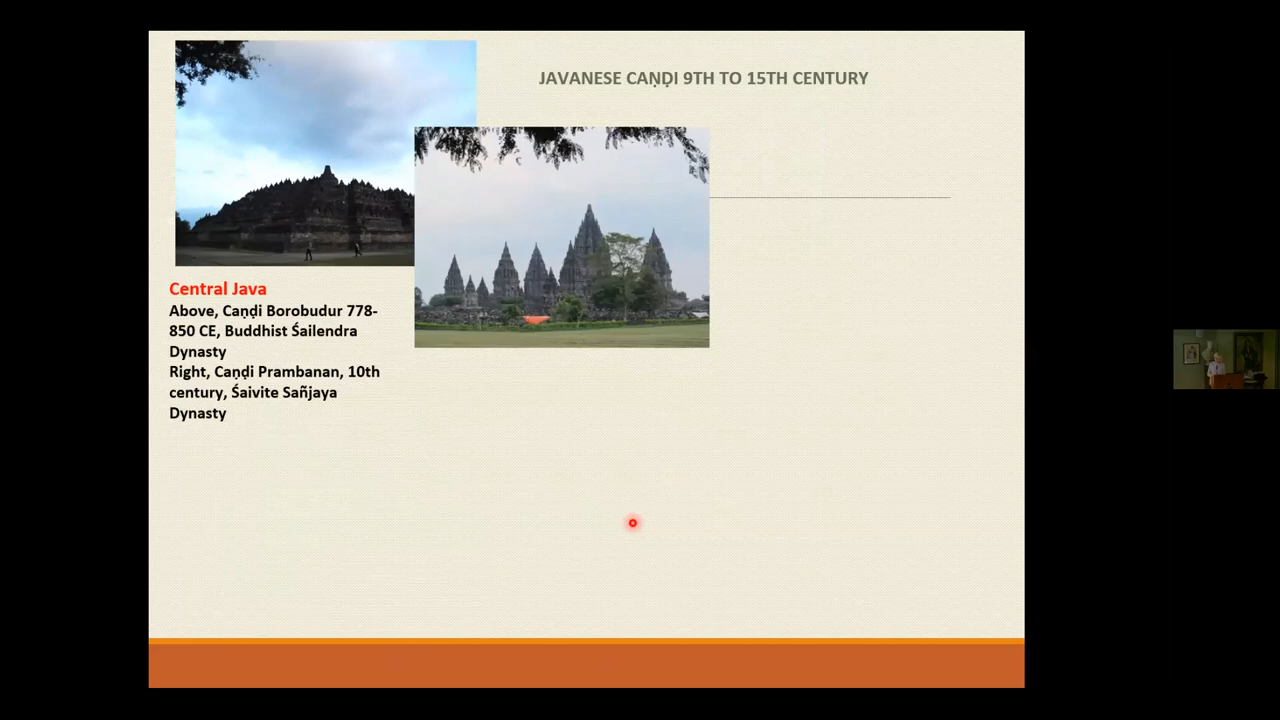 JAVANESE CAṆḌI 9TH TO 15TH CENTURY
Central Java
Above, Caṇḍi Borobudur 778-
850 CE, Buddhist Śailendra
Dynasty
Right, Caṇḍi Prambanan, 10th
century, Śaivite Sañjaya
Dynasty